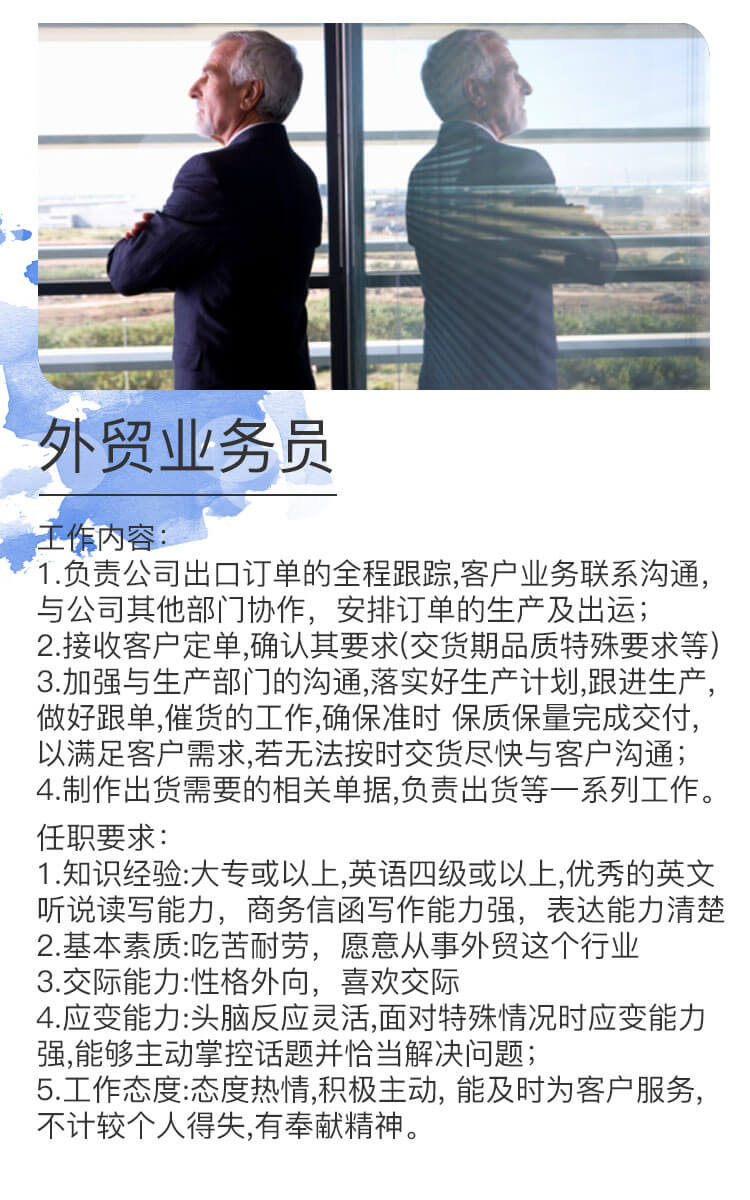 外贸业务员
工作内容：
1.负责公司出口订单的全程跟踪,客户业务联系沟通,
与公司其他部门协作，安排订单的生产及出运；
2.接收客户定单,确认其要求(交货期品质特殊要求等)
3.加强与生产部门的沟通,落实好生产计划,跟进生产,
做好跟单,催货的工作,确保准时 保质保量完成交付,
以满足客户需求,若无法按时交货尽快与客户沟通；
4.制作出货需要的相关单据,负责出货等一系列工作。
任职要求：
1.知识经验:大专或以上,英语四级或以上,优秀的英文
听说读写能力，商务信函写作能力强，表达能力清楚
2.基本素质:吃苦耐劳，愿意从事外贸这个行业
3.交际能力:性格外向，喜欢交际
4.应变能力:头脑反应灵活,面对特殊情况时应变能力
强,能够主动掌控话题并恰当解决问题；
5.工作态度:态度热情,积极主动, 能及时为客户服务,
不计较个人得失,有奉献精神。